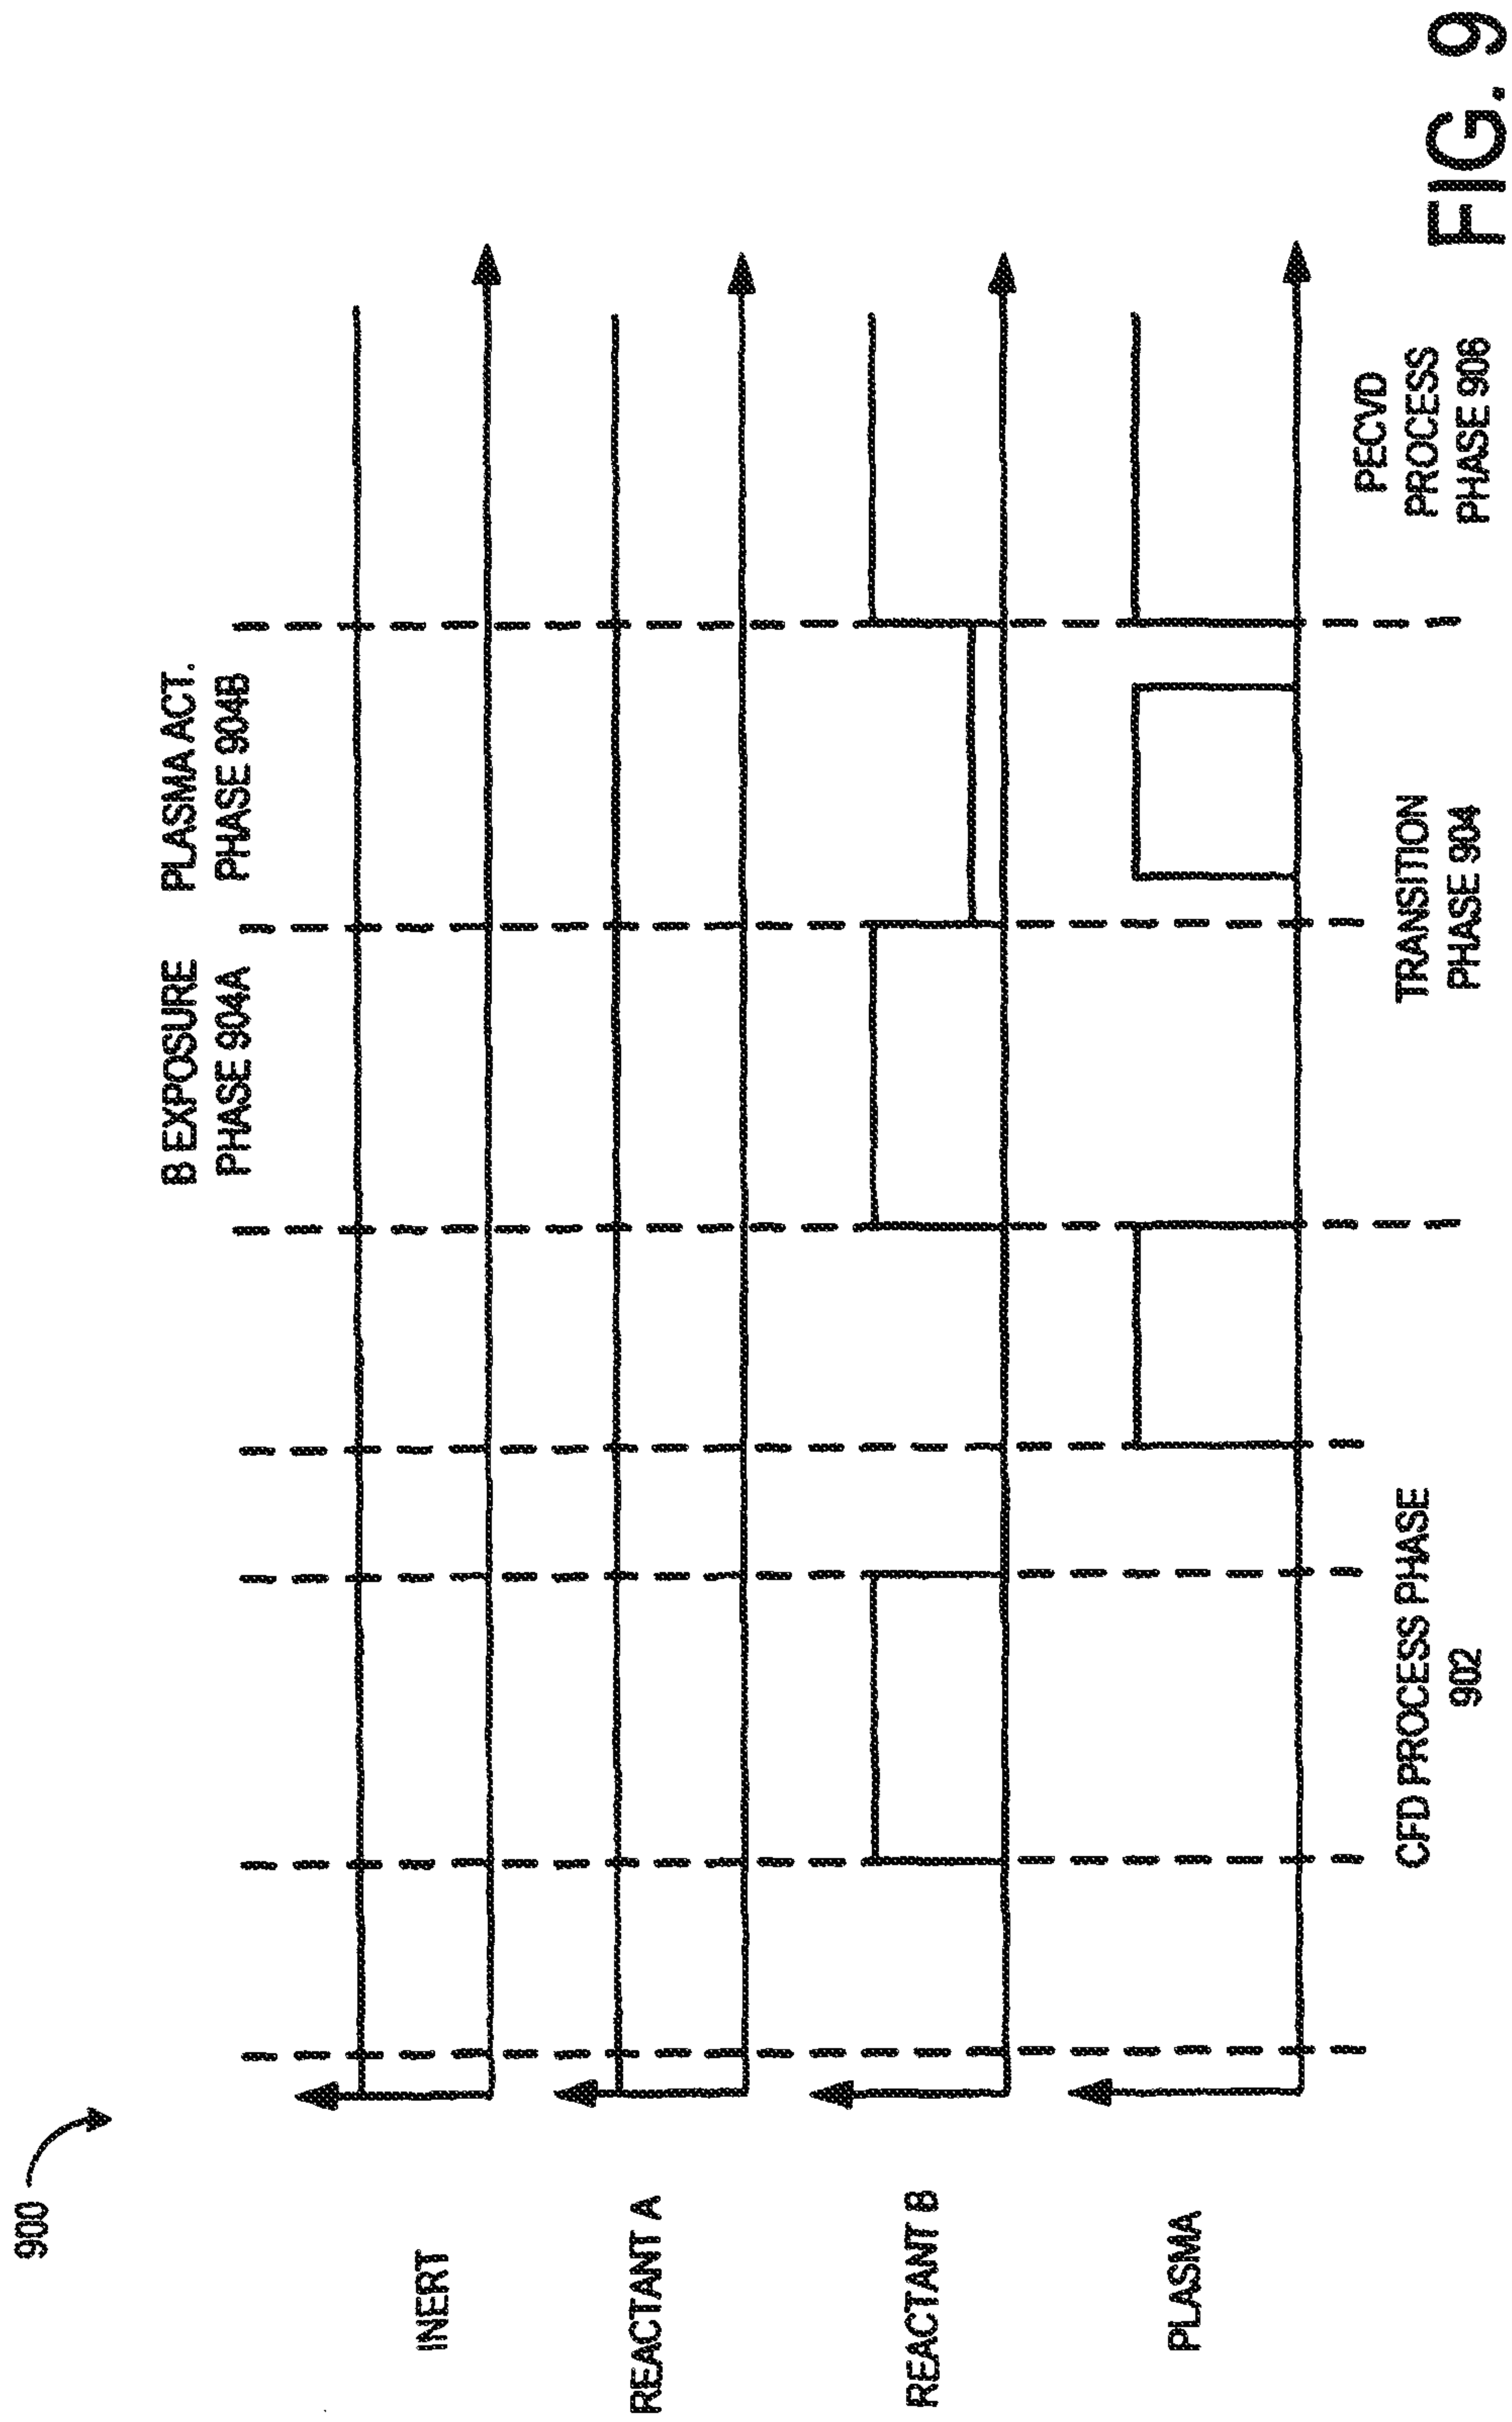 900
B EXPOSURE
PHASE 904A
PLASMA ACT.
PHASE 904B
INERT
REACTANT A
REACTANT B
PLASMA
CFD PROCESS PHASE
902
TRANSITION
PHASE 904
PECVD
PROCESS
PHASE 906
FIG. 9